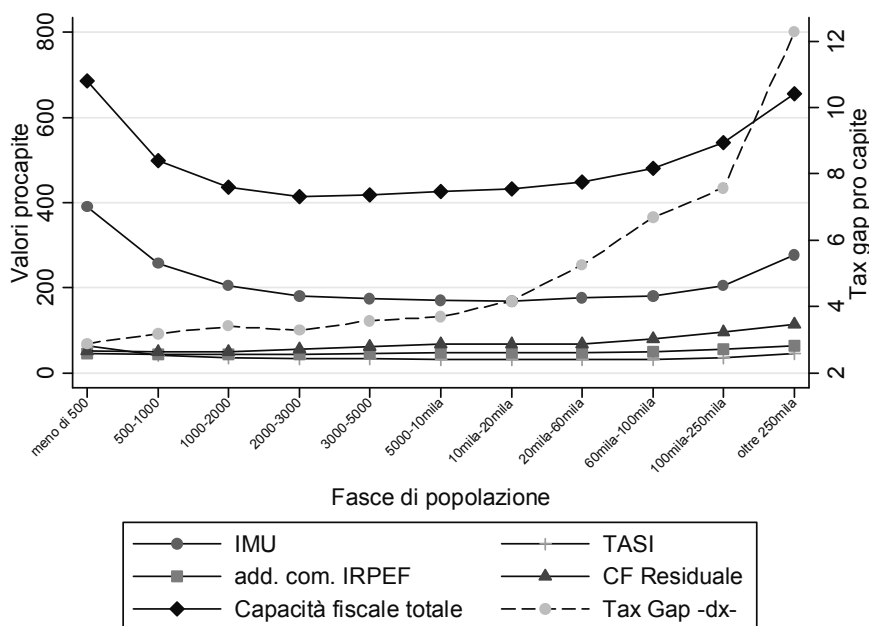 800
600
400
200
0
Valori procapite
12
10
8
6
4
2
Tax gap pro capite
meno di 500
500-1000
1000-2000
2000-3000
3000-5000
5000-10mila
10mila-20mila
20mila-60mila
60mila-100mila
100mila-250mila
oltre 250mila
Fasce di popolazione
IMU
TASI
add. com. IRPEF
CF Residuale
Capacità fiscale totale
Tax Gap -dx-